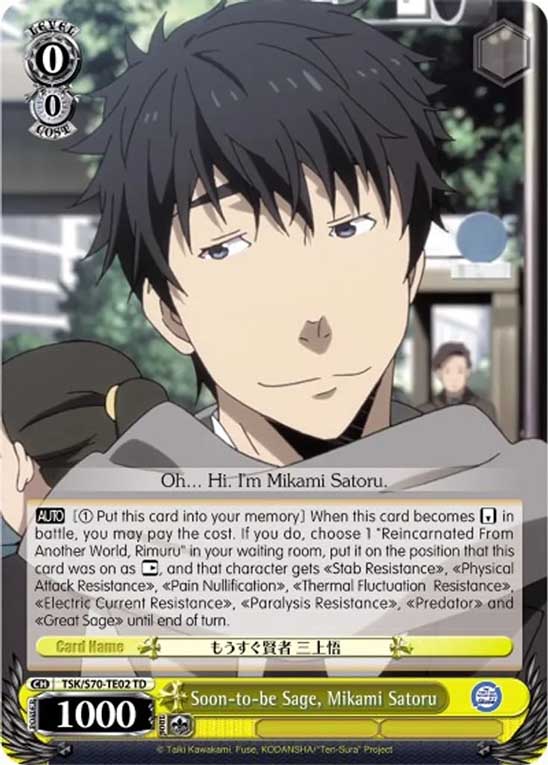 LEVEL
0
0
COST
Oh... Hi. I'm Mikami Satoru.
AUTO [① Put this card into your memory] When this card becomes in
battle, you may pay the cost. If you do, choose 1 "Reincarnated From
Another World, Rimuru" in your waiting room, put it on the position that this
card was on as , and that character gets «Stab Resistance», «Physical
Attack Resistance», «Pain Nullification», «Thermal Fluctuation Resistance»,
«Electric Current Resistance», «Paralysis Resistance», «Predator» and
«Great Sage» until end of turn.
Card Name もうすぐ賢者 三上悟
CH TSK/S70-TE02 TD
Soon-to-be Sage, Mikami Satoru
POWER 1000 SOUL
© Taiki Kawakami, Fuse, KODANSHA/"Ten-Sura" Project